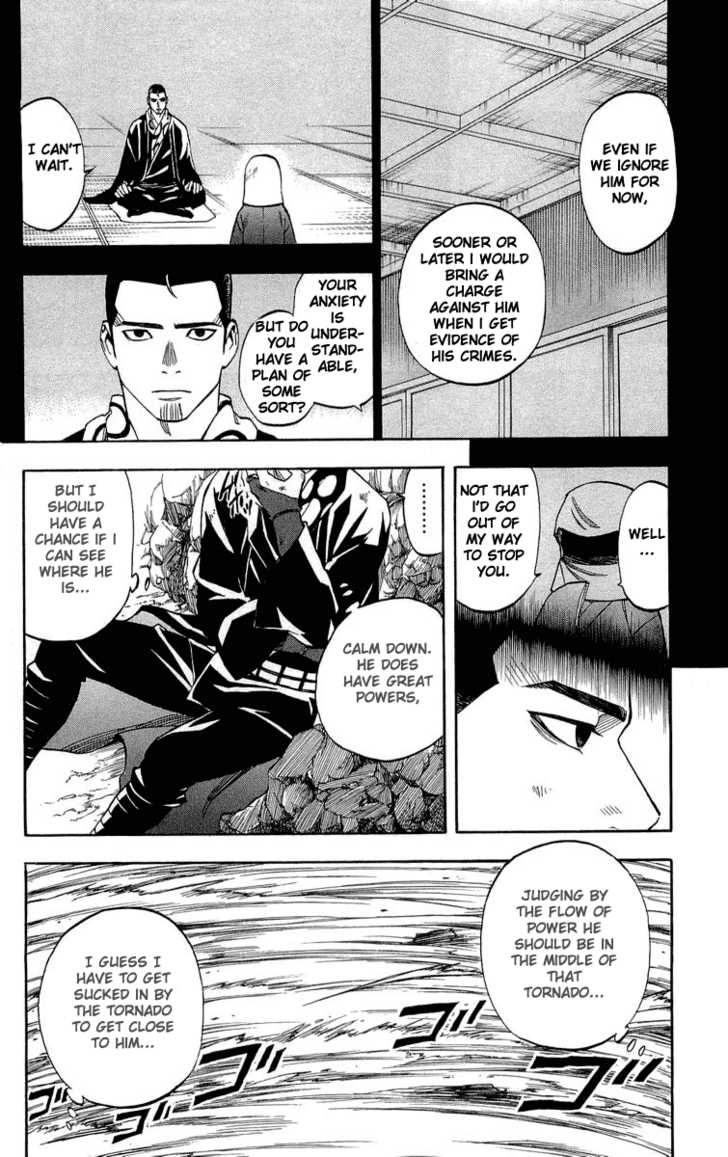 EVEN IF
WE IGNORE
HIM FOR
NOW,
SOONER OR
LATER I WOULD
BRING A
CHARGE
AGAINST HIM
WHEN I GET
EVIDENCE OF
HIS CRIMES.
I CAN'T
WAIT.
YOUR
ANXIETY
IS
UNDER-
STAND-
ABLE,
BUT DO
YOU
HAVE A
PLAN OF
SOME
SORT?
WELL
...
NOT THAT
I'D GO
OUT OF
MY WAY
TO STOP
YOU.
........
CALM DOWN.
HE DOES
HAVE GREAT
POWERS,
BUT I
SHOULD
HAVE A
CHANCE IF I
CAN SEE
WHERE HE
IS...
JUDGING BY
THE FLOW OF
POWER HE
SHOULD BE IN
THE MIDDLE OF
THAT
TORNADO...
I GUESS I
HAVE TO GET
SUCKED IN BY
THE TORNADO
TO GET CLOSE
TO HIM...
ゴゴゴゴゴゴ